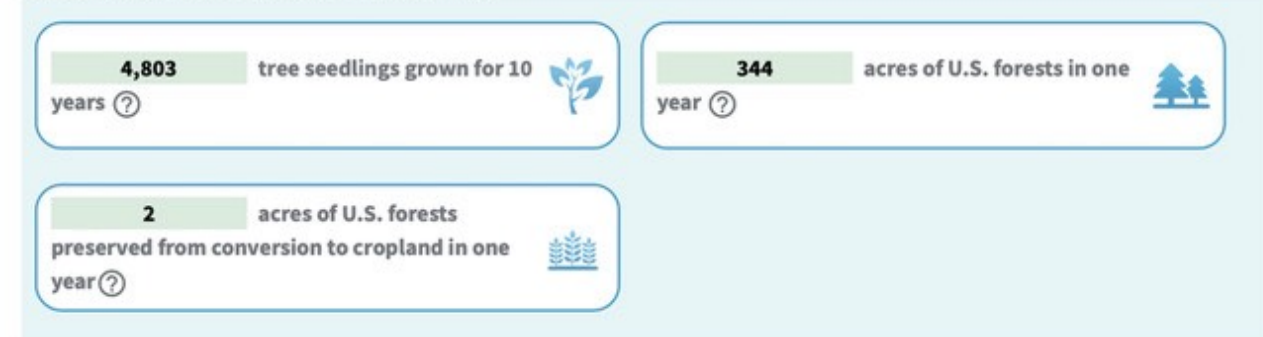 4,803 tree seedlings grown for 10
years ?
344 acres of U.S. forests in one
year ?
2 acres of U.S. forests
preserved from conversion to cropland in one
year ?